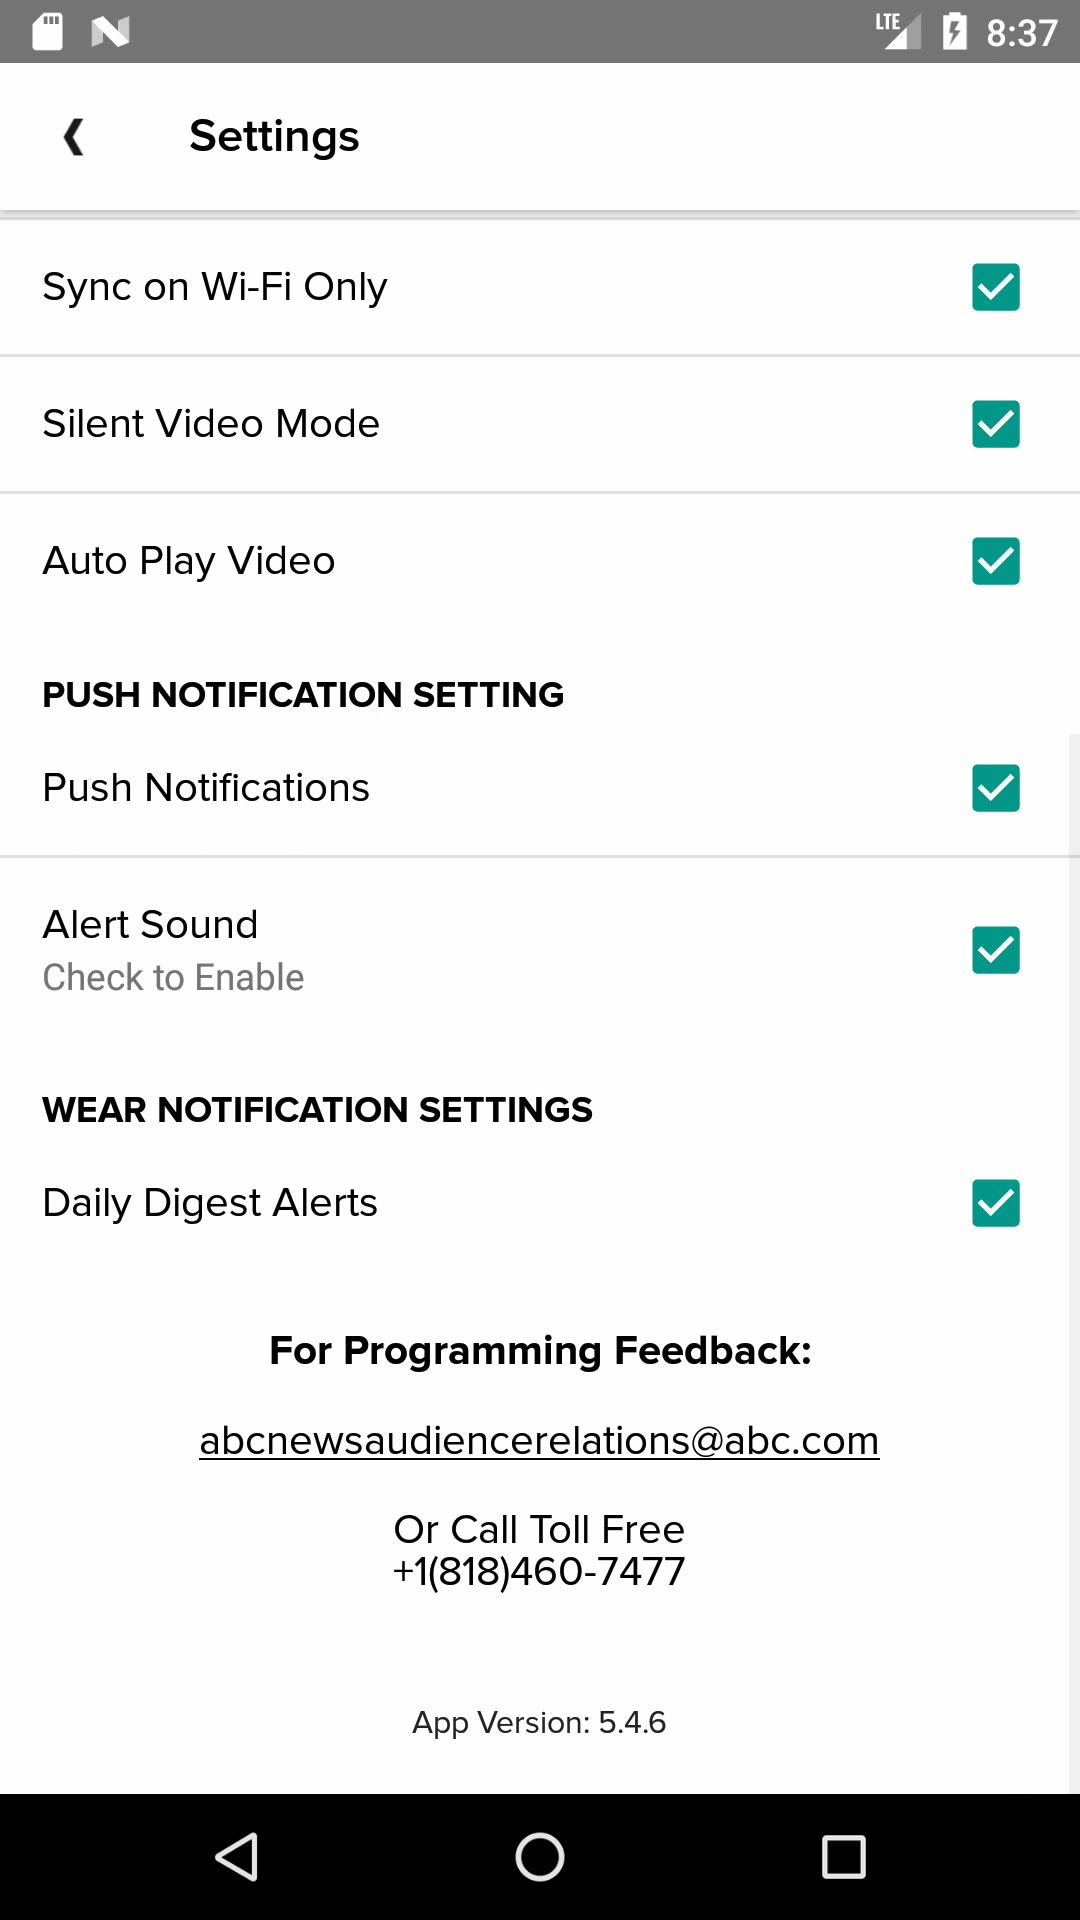 LTE 8:37
Settings
Sync on Wi-Fi Only
Silent Video Mode
Auto Play Video
PUSH NOTIFICATION SETTING
Push Notifications
Alert Sound
Check to Enable
WEAR NOTIFICATION SETTINGS
Daily Digest Alerts
For Programming Feedback:
abcnewsaudiencerelations@abc.com
Or Call Toll Free
+1(818)460-7477
App Version: 5.4.6